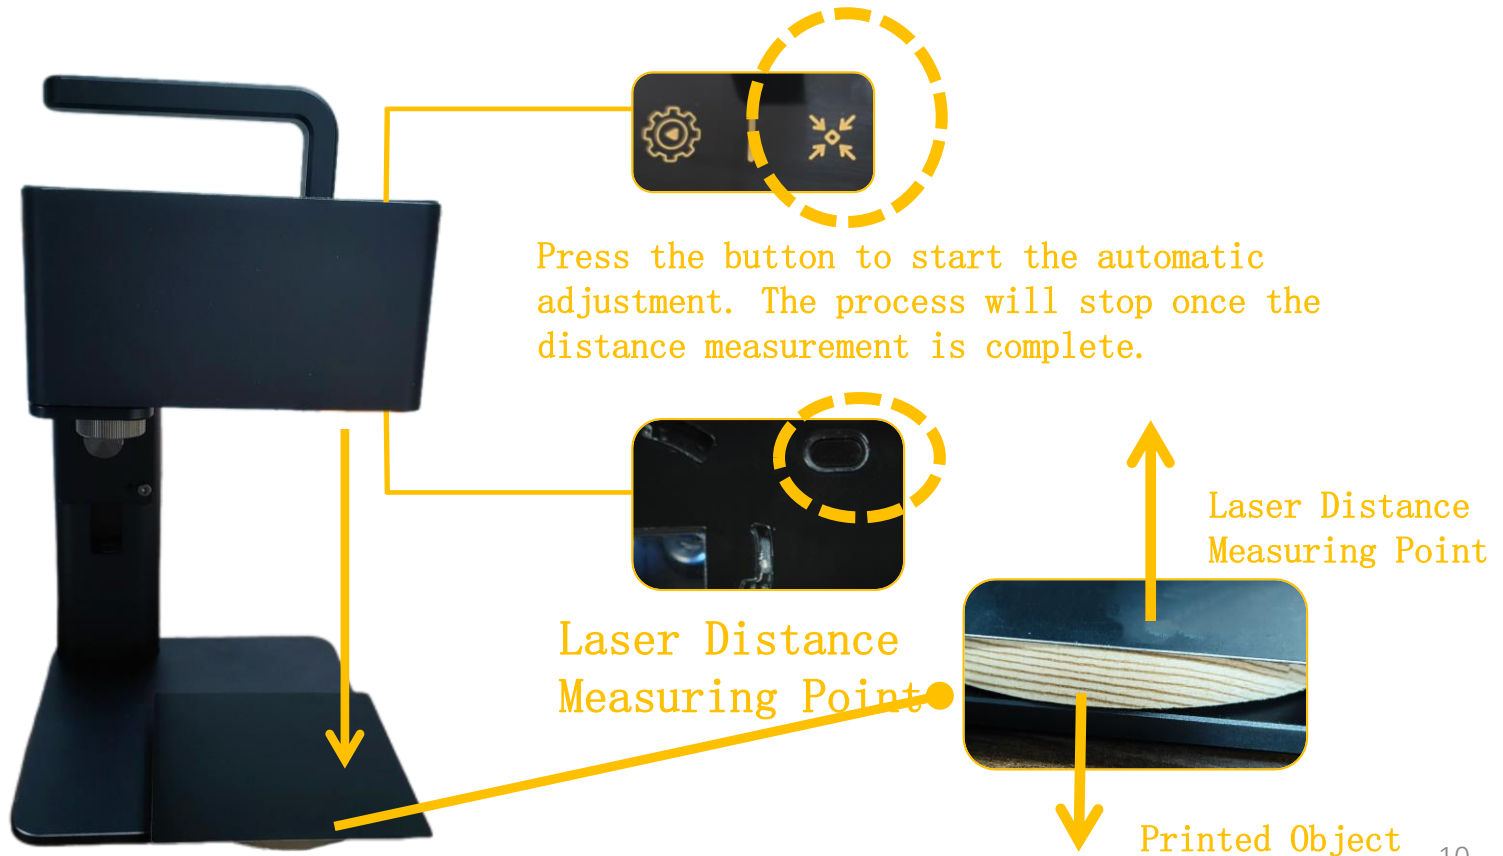 Press the button to start the automatic
adjustment. The process will stop once the
distance measurement is complete.
Laser Distance
Measuring Point
Laser Distance
Measuring Point
Printed Object
10